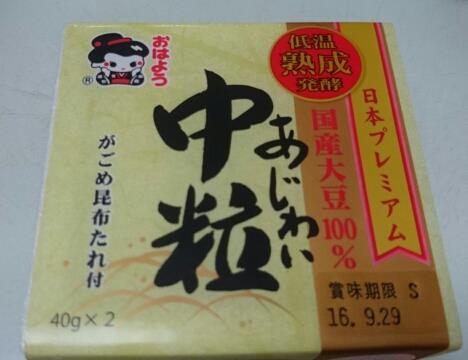 おはよう
®
低温
熟成
発酵
日本プレミアム
国産大豆100%
あじわい
中粒
がごめ昆布たれ付
40g×2
賞味期限 S
16. 9.29